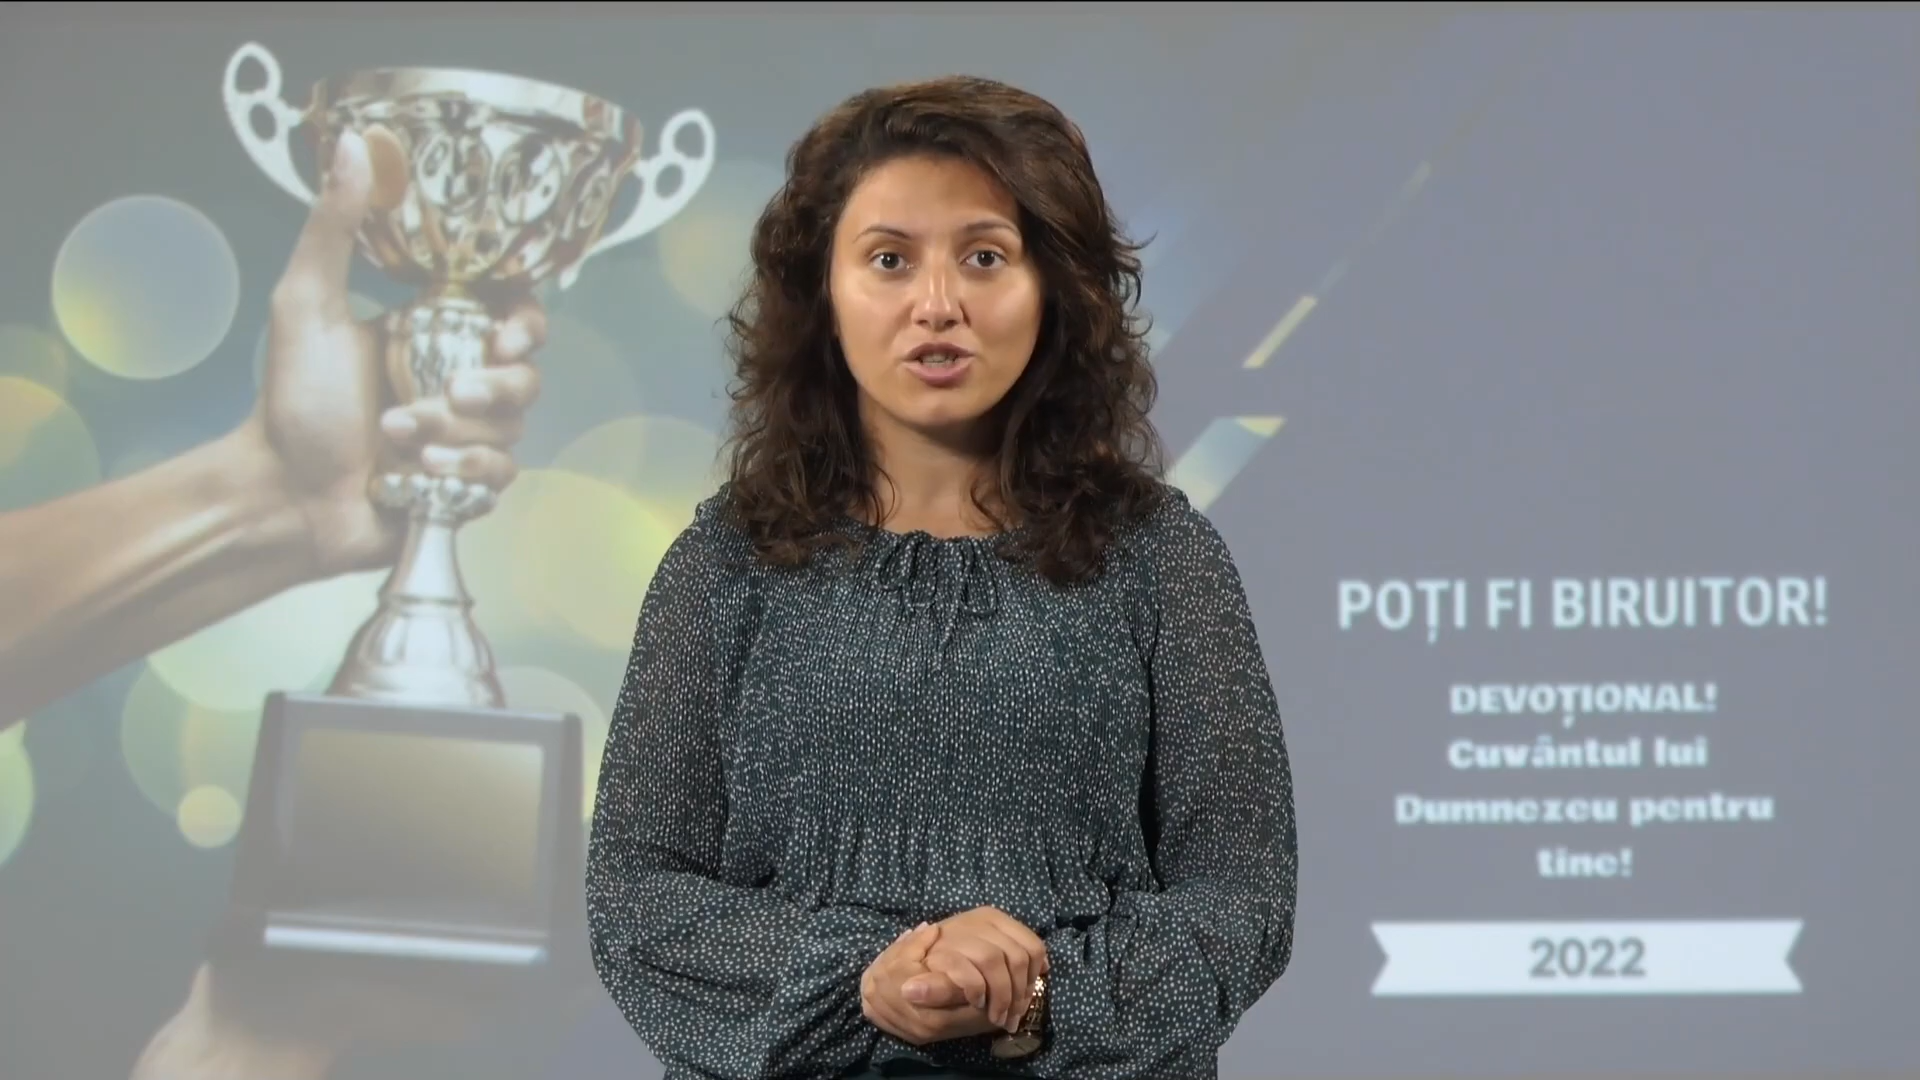 POȚI FI BIRUITOR!
DEVOȚIONAL!
Cuvântul lui
Dumnezeu pentru
tine!
2022